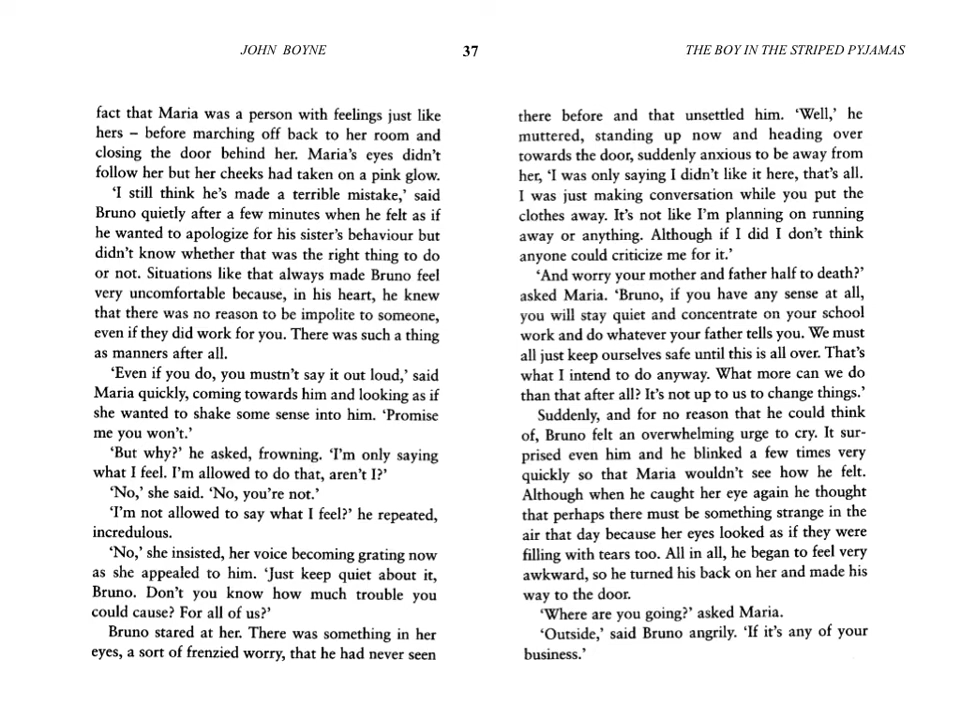 JOHN BOYNE
37
THE BOY IN THE STRIPED PYJAMAS
fact that Maria was a person with feelings just like
hers – before marching off back to her room and
closing the door behind her. Maria's eyes didn't
follow her but her cheeks had taken on a pink glow.
'I still think he's made a terrible mistake,' said
Bruno quietly after a few minutes when he felt as if
he wanted to apologize for his sister's behaviour but
didn't know whether that was the right thing to do
or not. Situations like that always made Bruno feel
very uncomfortable because, in his heart, he knew
that there was no reason to be impolite to someone,
even if they did work for you. There was such a thing
as manners after all.
'Even if you do, you mustn't say it out loud,' said
Maria quickly, coming towards him and looking as if
she wanted to shake some sense into him. 'Promise
me you won't.'
'But why?' he asked, frowning. 'I'm only saying
what I feel. I'm allowed to do that, aren't I?'
'No,' she said. 'No, you're not.'
'I'm not allowed to say what I feel?' he repeated,
incredulous.
'No,' she insisted, her voice becoming grating now
as she appealed to him. 'Just keep quiet about it,
Bruno. Don't you know how much trouble you
could cause? For all of us?'
Bruno stared at her. There was something in her
eyes, a sort of frenzied worry, that he had never seen
there before and that unsettled him. 'Well,' he
muttered, standing up now and heading over
towards the door, suddenly anxious to be away from
her, 'I was only saying I didn't like it here, that's all.
I was just making conversation while you put the
clothes away. It's not like I'm planning on running
away or anything. Although if I did I don't think
anyone could criticize me for it.'
'And worry your mother and father half to death?'
asked Maria. 'Bruno, if you have any sense at all,
you will stay quiet and concentrate on your school
work and do whatever your father tells you. We must
all just keep ourselves safe until this is all over. That's
what I intend to do anyway. What more can we do
than that after all? It's not up to us to change things.'
Suddenly, and for no reason that he could think
of, Bruno felt an overwhelming urge to cry. It sur-
prised even him and he blinked a few times very
quickly so that Maria wouldn't see how he felt.
Although when he caught her eye again he thought
that perhaps there must be something strange in the
air that day because her eyes looked as if they were
filling with tears too. All in all, he began to feel very
awkward, so he turned his back on her and made his
way to the door.
'Where are you going?' asked Maria.
'Outside,' said Bruno angrily. 'If it's any of your
business.'